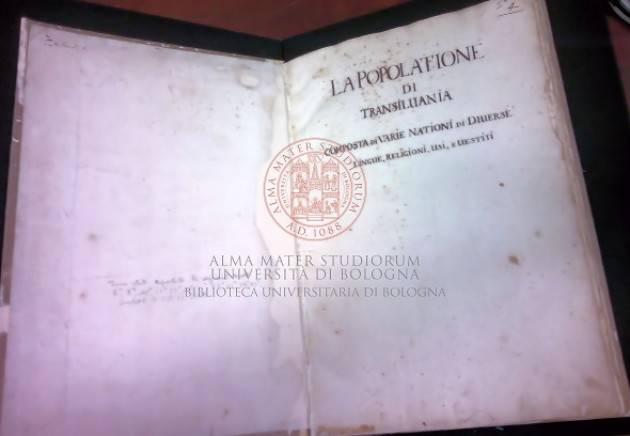 LA POPOLATIONE
DI
TRANSILUANIA
COMPOSTA DI VARIE NATIONI DI DIUERSE
LINGUE, RELIGIONI, USI, E UESTITI
ALMA MATER STUDIORUM
A.D. 1088
ALMA MATER STUDIORUM
UNIVERSITÀ DI BOLOGNA
BIBLIOTECA UNIVERSITARIA DI BOLOGNA